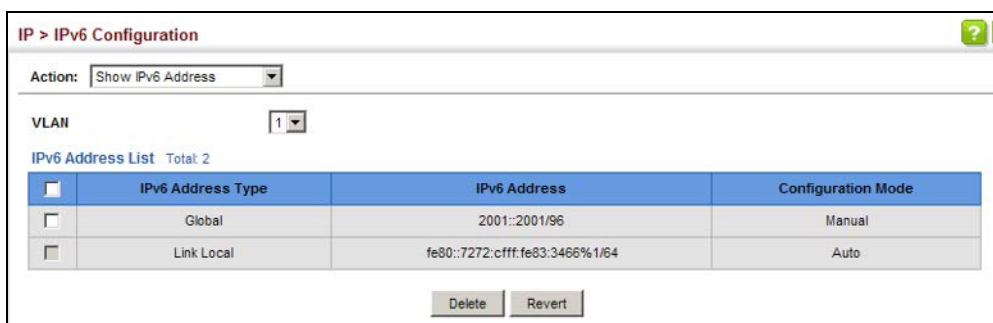 IP > IPv6 Configuration
?
Action: Show IPv6 Address
VLAN 1
IPv6 Address List Total: 2
IPv6 Address Type IPv6 Address Configuration Mode
Global 2001::2001/96 Manual
Link Local fe80::7272:cfff:fe83:3466%1/64 Auto
Delete Revert